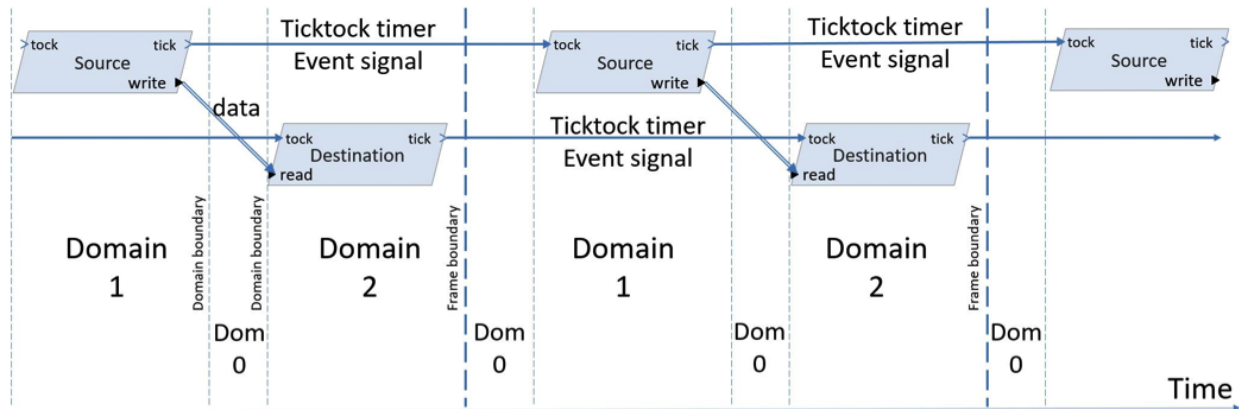 Ticktock timer
Event signal
Ticktock timer
Event signal
tock tick
Source
write
tock tick
Source
write
tock tick
Source
write
data
tock tick
Destination
read
Ticktock timer
Event signal
tock tick
Destination
read
Domain
1
Domain boundary
Domain boundary
Domain
2
Frame boundary
Domain
1
Domain
2
Frame boundary
Dom
0
Dom
0
Dom
0
Dom
0
Time